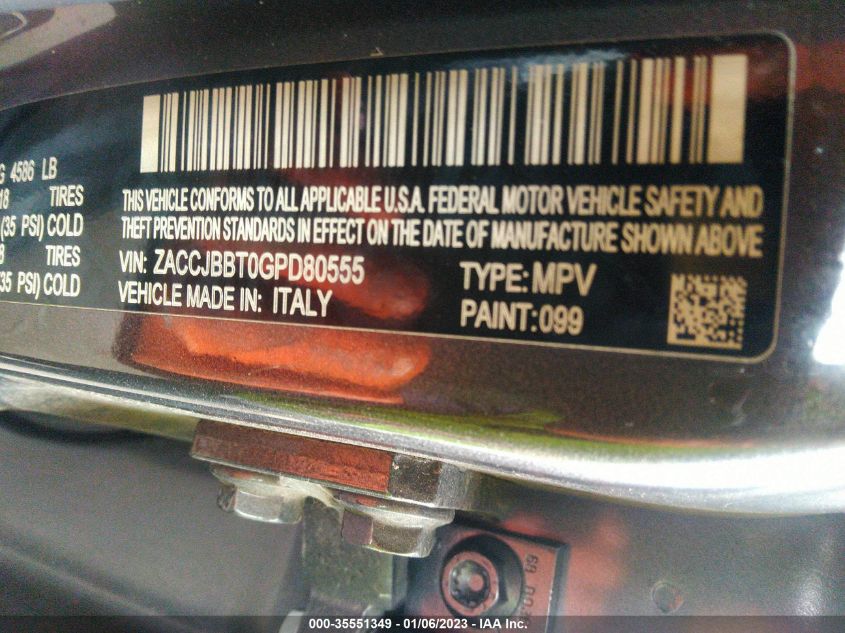 G 4586 LB
18 TIRES
(35 PSI) COLD
8 TIRES
(35 PSI) COLD
THIS VEHICLE CONFORMS TO ALL APPLICABLE U.S.A. FEDERAL MOTOR VEHICLE SAFETY AND
THEFT PREVENTION STANDARDS IN EFFECT ON THE DATE OF MANUFACTURE SHOWN ABOVE
VIN: ZACCJBBT0GPD80555
VEHICLE MADE IN: ITALY
TYPE: MPV
PAINT: 099
000-35551349 - 01/06/2023 - IAA Inc.